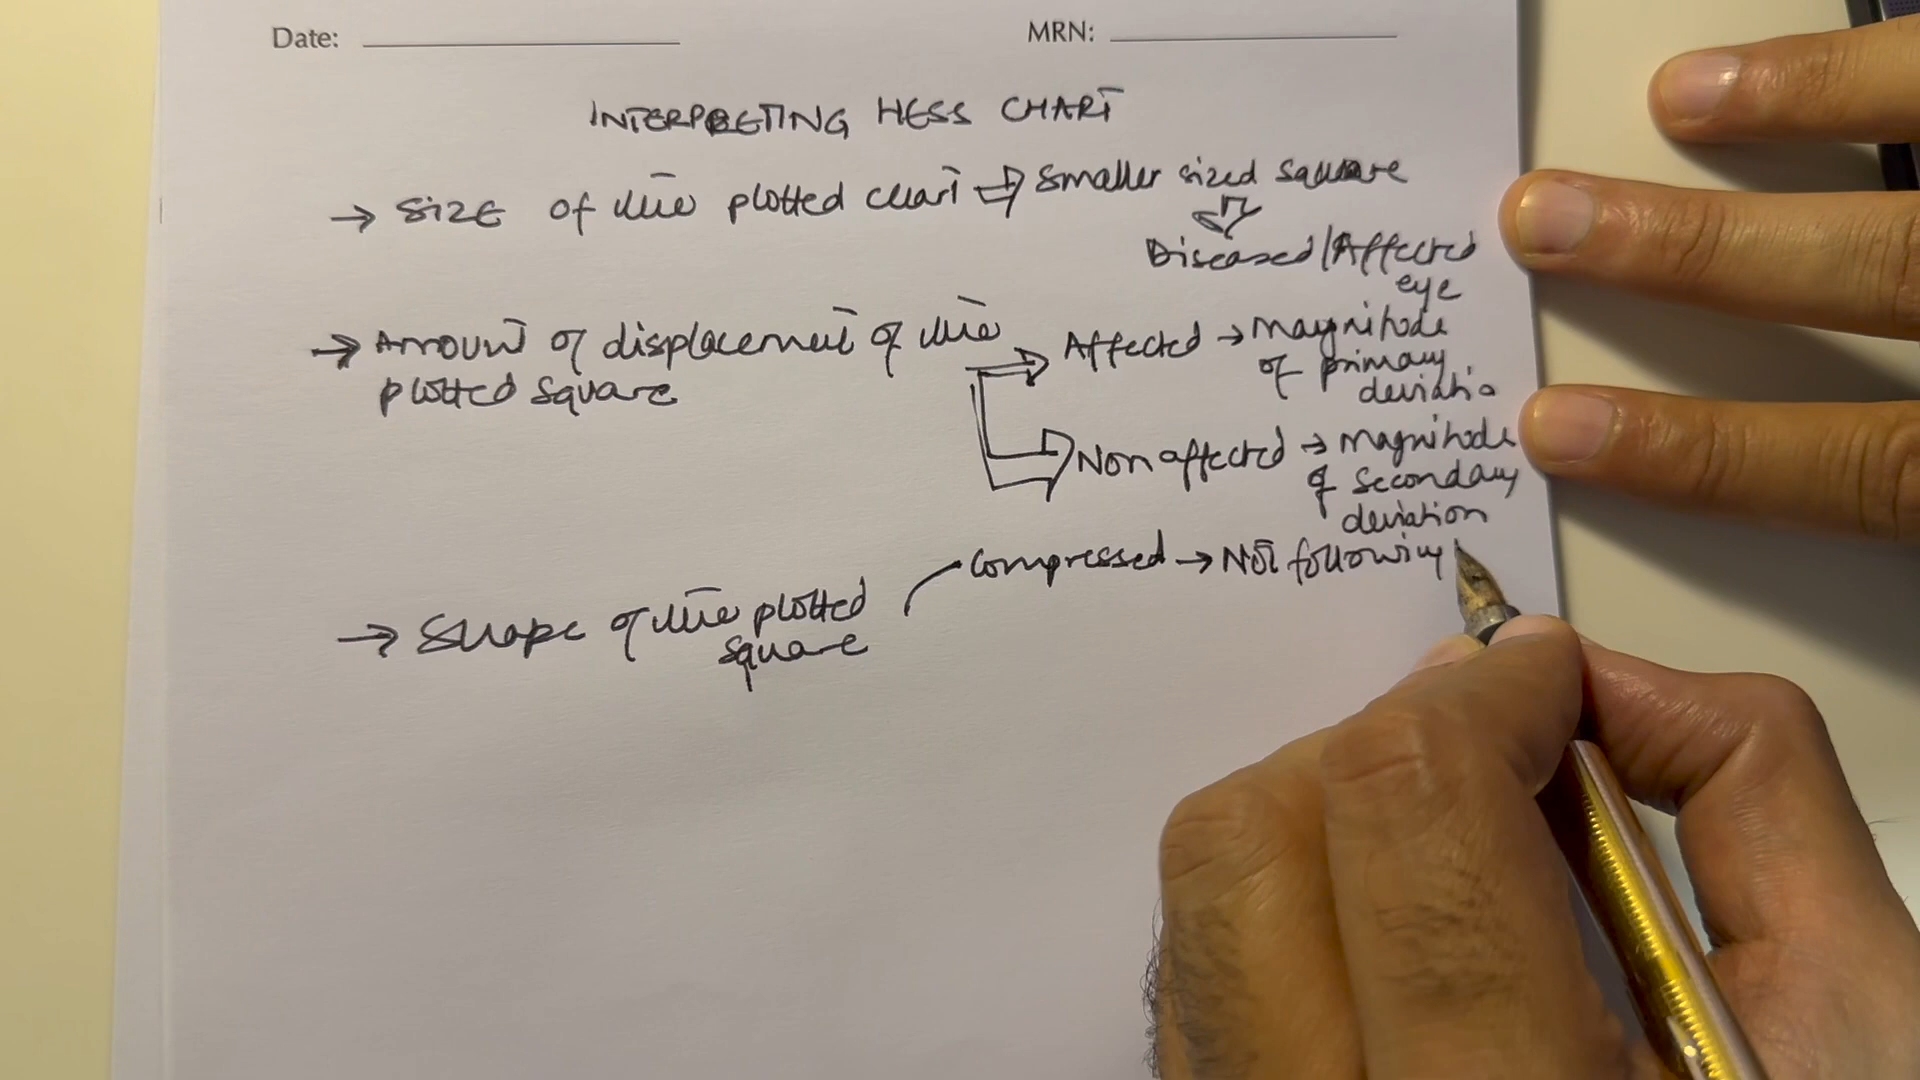 Date: MRN:
INTERPRETING HESS CHART
→ SIZE of the plotted chart ⇒ Smaller sized square
Diseased/Affected
eye
→ Amount of displacement of the
plotted square
Affected → Magnitude
of primary
deviatio
Non affected → Magnitude
of Secondary
deviation
→ Shape of the plotted
square
Compressed → Not following